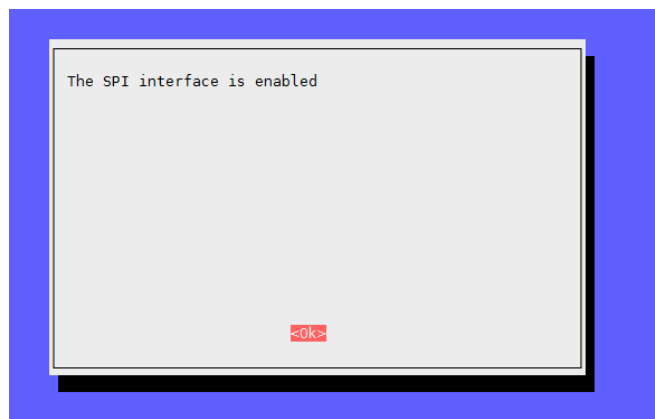 The SPI interface is enabled
<Ok>